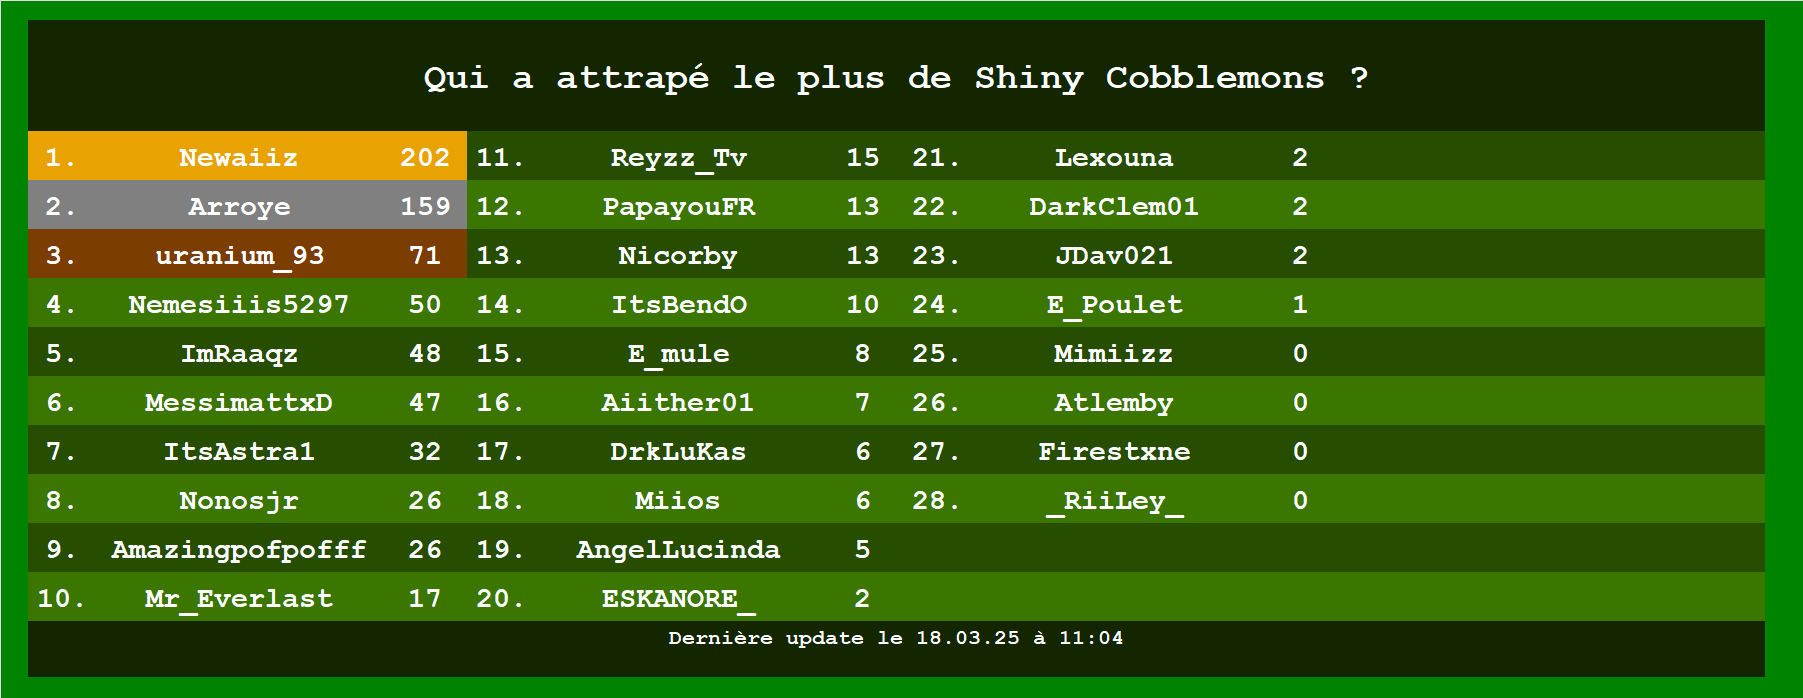 Qui a attrapé le plus de Shiny Cobblemons ?
1. Newaiiz 202 11. Reyzz_Tv 15 21. Lexouna 2
2. Arroye 159 12. PapayouFR 13 22. DarkClem01 2
3. uranium_93 71 13. Nicorby 13 23. JDav021 2
4. Nemesiiis5297 50 14. ItsBendO 10 24. E_Poulet 1
5. ImRaaqz 48 15. E_mule 8 25. Mimiizz 0
6. MessimattxD 47 16. Aiither01 7 26. Atlemby 0
7. ItsAstra1 32 17. DrkLuKas 6 27. Firestxne 0
8. Nonosjr 26 18. Miios 6 28. _RiiLey_ 0
9. Amazingpofpofff 26 19. AngelLucinda 5
10. Mr_Everlast 17 20. ESKANORE_ 2
Dernière update le 18.03.25 à 11:04